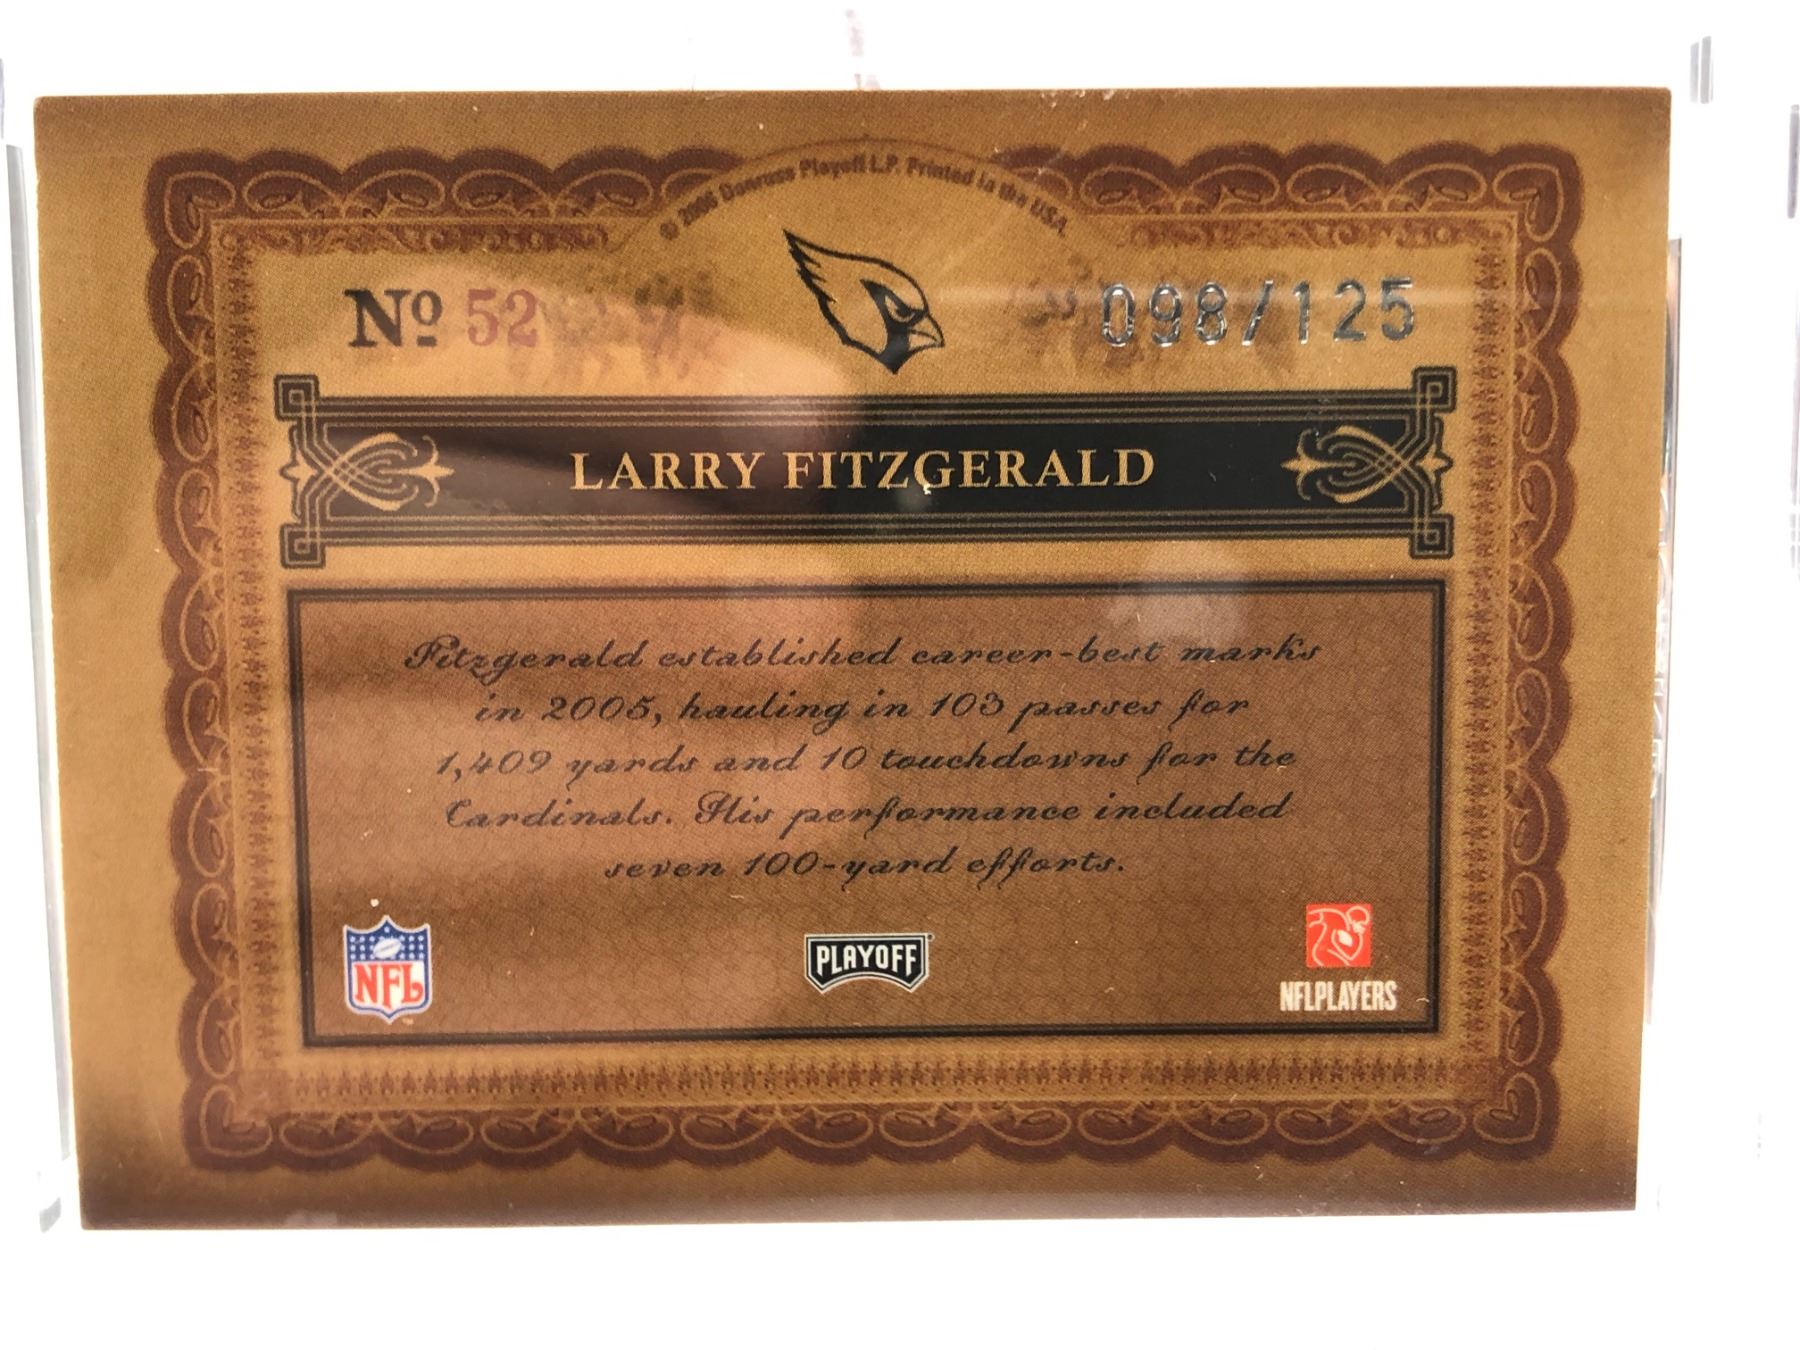 © 2006 Donruss Playoff L.P. Printed in the USA.
Nº 52
098/125
LARRY FITZGERALD
Fitzgerald established career-best marks
in 2005, hauling in 103 passes for
1,409 yards and 10 touchdowns for the
Cardinals. His performance included
seven 100-yard efforts.
NFL
PLAYOFF
NFLPLAYERS